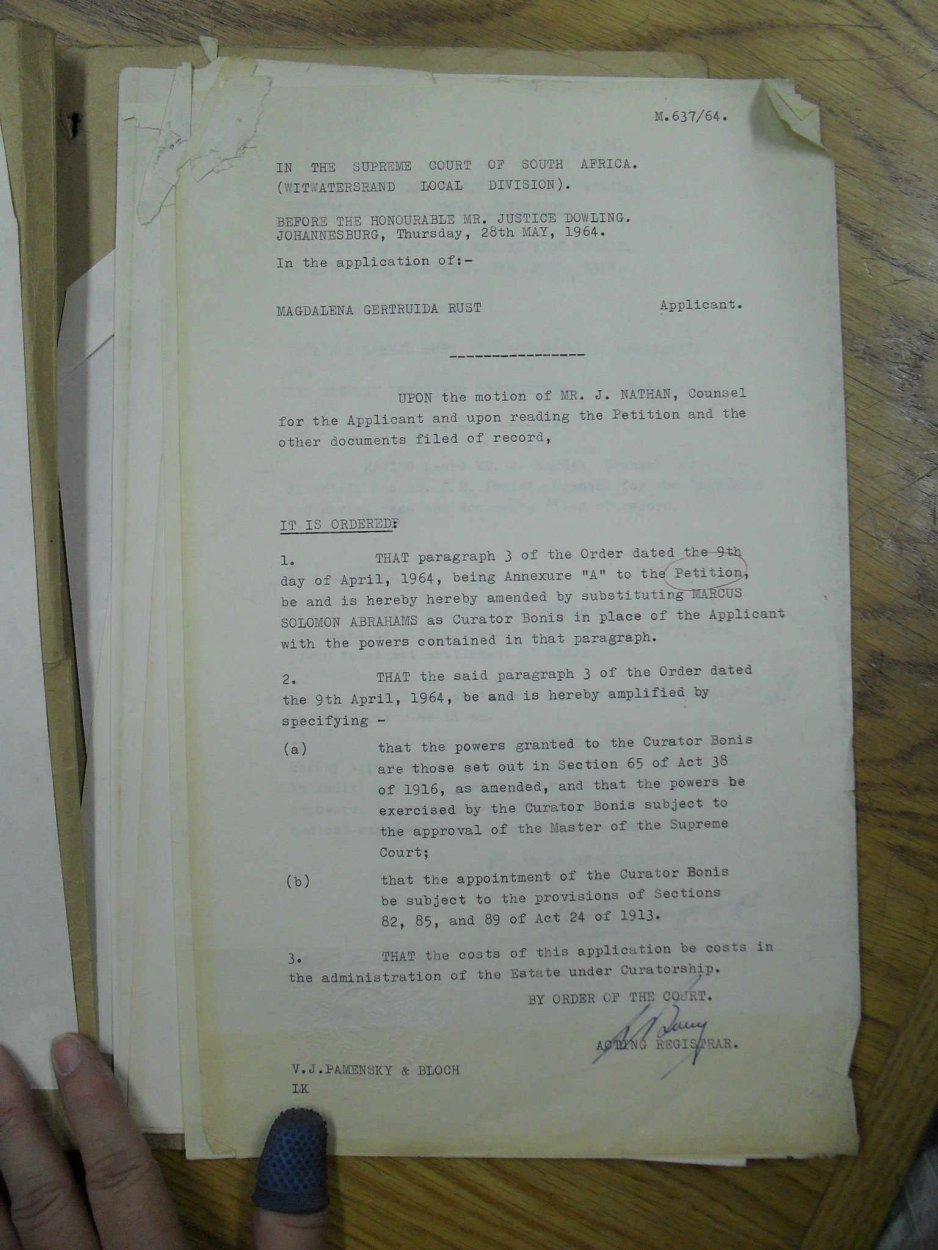 M.637/64.
IN THE SUPREME COURT OF SOUTH AFRICA.
(WITWATERSRAND LOCAL DIVISION).
BEFORE THE HONOURABLE MR. JUSTICE DOWLING.
JOHANNESBURG, Thursday, 28th MAY, 1964.
In the application of:-
MAGDALENA GERTRUIDA RUST Applicant.
----------------
UPON the motion of MR. J. NATHAN, Counsel
for the Applicant and upon reading the Petition and the
other documents filed of record,
IT IS ORDERED:
1. THAT paragraph 3 of the Order dated the 9th
day of April, 1964, being Annexure "A" to the Petition,
be and is hereby hereby amended by substituting MARCUS
SOLOMON ABRAHAMS as Curator Bonis in place of the Applicant
with the powers contained in that paragraph.
2. THAT the said paragraph 3 of the Order dated
the 9th April, 1964, be and is hereby amplified by
specifying -
(a) that the powers granted to the Curator Bonis
are those set out in Section 65 of Act 38
of 1916, as amended, and that the powers be
exercised by the Curator Bonis subject to
the approval of the Master of the Supreme
Court;
(b) that the appointment of the Curator Bonis
be subject to the provisions of Sections
82, 85, and 89 of Act 24 of 1913.
3. THAT the costs of this application be costs in
the administration of the Estate under Curatorship.
BY ORDER OF THE COURT.
ACTING REGISTRAR.
V.J.PAMENSKY & BLOCH
LK